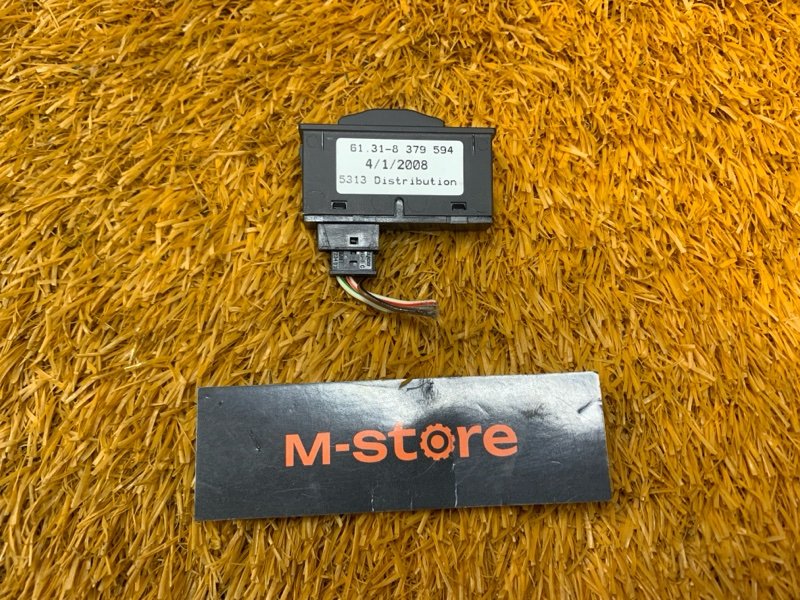 61.31-8 379 594
4/1/2008
5313 Distribution
M-store